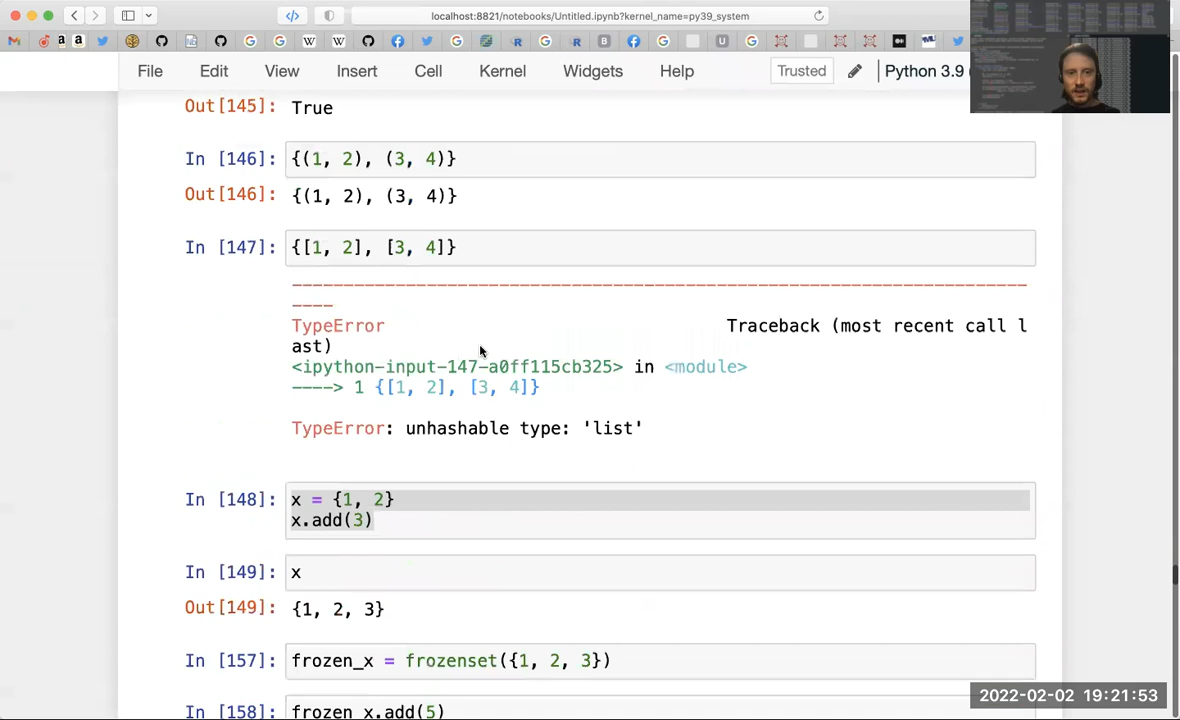 localhost:8821/notebooks/Untitled.ipynb?kernel_name=py39_system
File Edit View Insert Cell Kernel Widgets Help Trusted Python 3.9
Out[145]: True
In [146]: {(1, 2), (3, 4)}
Out[146]: {(1, 2), (3, 4)}
In [147]: {[1, 2], [3, 4]}
---------------------------------------------------------------------------
TypeError Traceback (most recent call l
ast)
<ipython-input-147-a0ff115cb325> in <module>
----> 1 {[1, 2], [3, 4]}
TypeError: unhashable type: 'list'
In [148]: x = {1, 2}
x.add(3)
In [149]: x
Out[149]: {1, 2, 3}
In [157]: frozen_x = frozenset({1, 2, 3})
In [158]: frozen_x.add(5)
2022-02-02 19:21:53